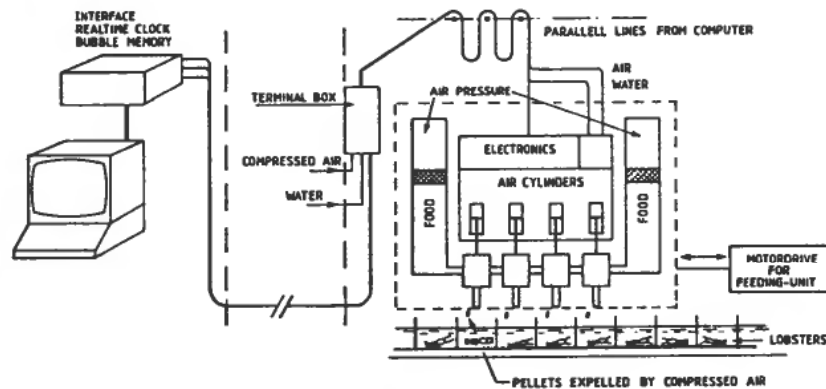 INTERFACE
REALTIME CLOCK
BUBBLE MEMORY
PARALLELL LINES FROM COMPUTER
AIR
WATER
TERMINAL BOX
AIR PRESSURE
ELECTRONICS
COMPRESSED AIR
AIR CYLINDERS
WATER
FOOD
FOOD
MOTORDRIVE
FOR
FEEDING-UNIT
LOBSTERS
PELLETS EXPELLED BY COMPRESSED AIR